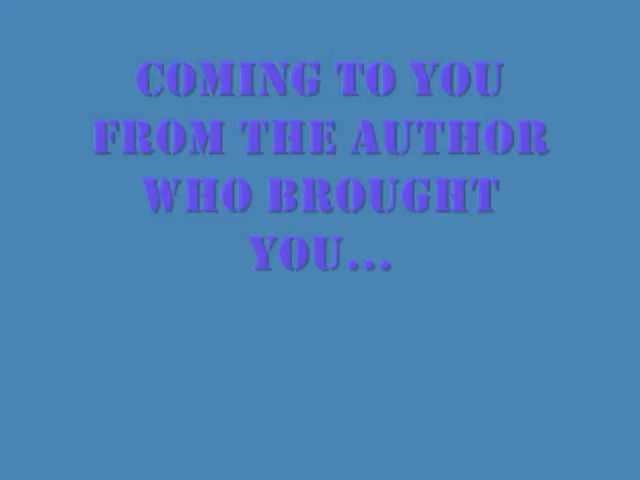 COMING TO YOU
FROM THE AUTHOR
WHO BROUGHT
YOU...